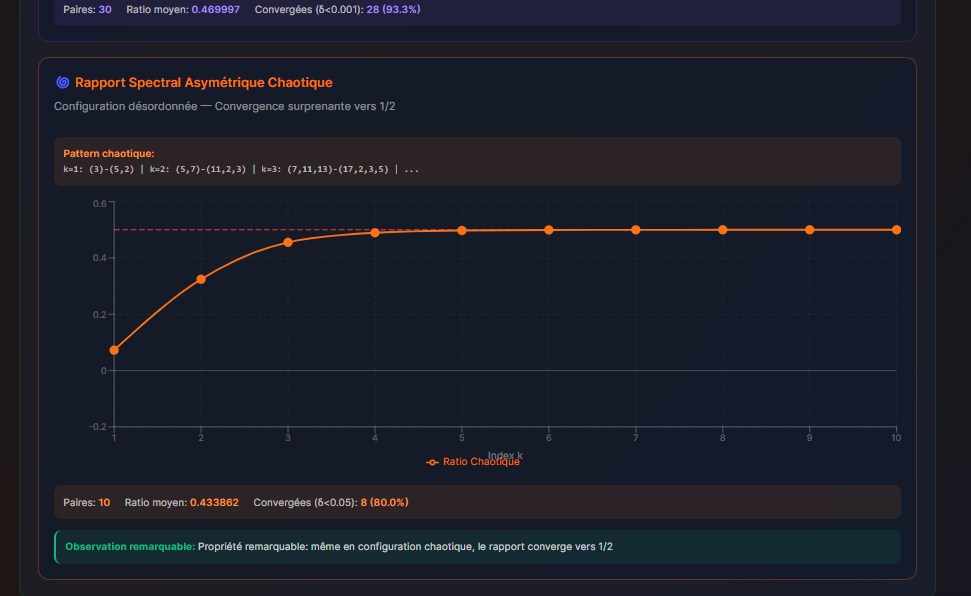 Paires: 30 Ratio moyen: 0.469997 Convergées (δ<0.001): 28 (93.3%)
🌀 Rapport Spectral Asymétrique Chaotique
Configuration désordonnée — Convergence surprenante vers 1/2
Pattern chaotique:
k=1: (3)-(5,2) | k=2: (5,7)-(11,2,3) | k=3: (7,11,13)-(17,2,3,5) | ...
0.6
0.4
0.2
0
-0.2
1 2 3 4 5 6 7 8 9 10
Index k
Ratio Chaotique
Paires: 10 Ratio moyen: 0.433862 Convergées (δ<0.05): 8 (80.0%)
Observation remarquable: Propriété remarquable: même en configuration chaotique, le rapport converge vers 1/2